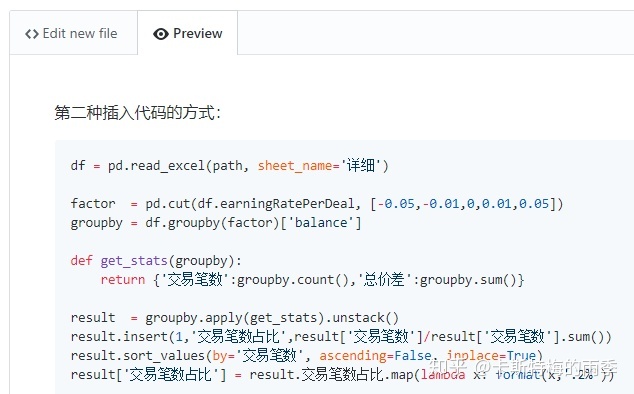 Edit new file
Preview
第二种插入代码的方式：
df = pd.read_excel(path, sheet_name='详细')
factor  = pd.cut(df.earningRatePerDeal, [-0.05,-0.01,0,0.01,0.05])
groupby = df.groupby(factor)['balance']
def get_stats(groupby):
    return {'交易笔数':groupby.count(),'总价差':groupby.sum()}
result  = groupby.apply(get_stats).unstack()
result.insert(1,'交易笔数占比',result['交易笔数']/result['交易笔数'].sum())
result.sort_values(by='交易笔数', ascending=False, inplace=True)
result['交易笔数占比'] = result.交易笔数占比.map(lambda x: format(x, '.2%'))
知乎 @卡斯特梅的雨季